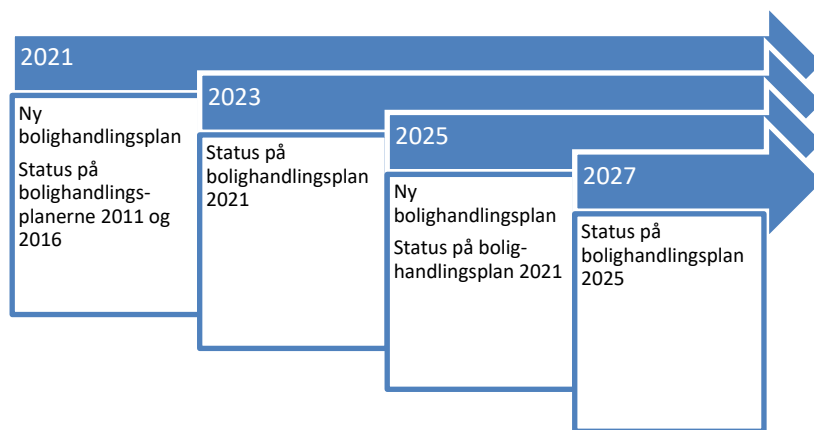 2021
Ny
bolighandlingsplan
Status på
bolighandlings-
planerne 2011 og
2016
2023
Status på
bolighandlingsplan
2021
2025
Ny
bolighandlingsplan
Status på bolig-
handlingsplan 2021
2027
Status på
bolighandlingsplan
2025